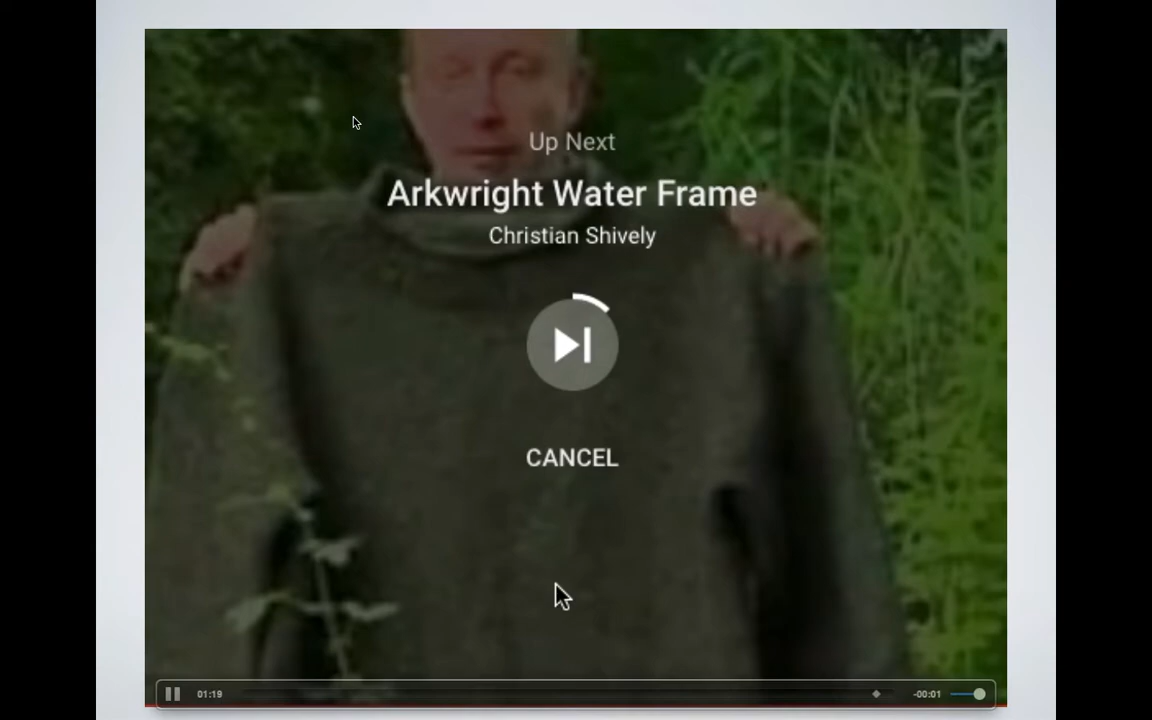 Up Next
Arkwright Water Frame
Christian Shively
CANCEL
01:19
-00:01